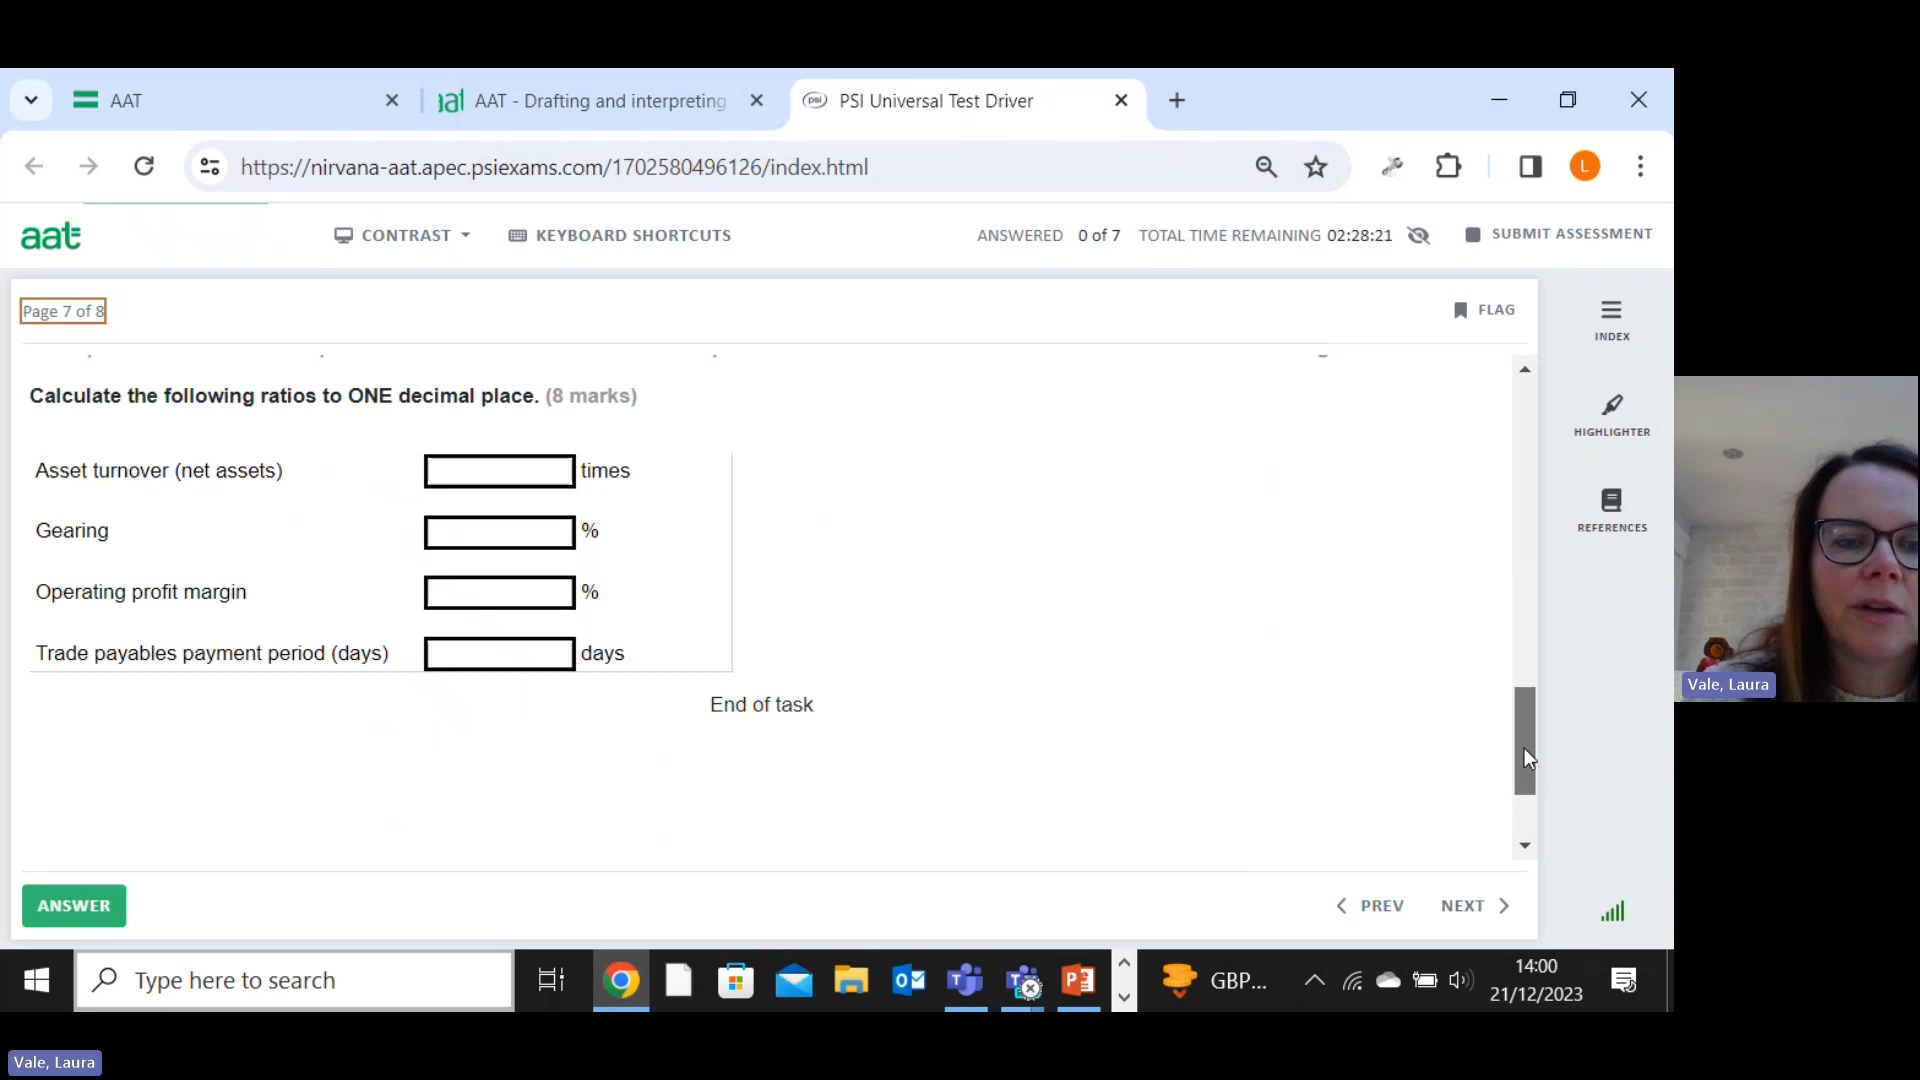 AAT
aat AAT - Drafting and interpreting
psi PSI Universal Test Driver
https://nirvana-aat.apec.psiexams.com/1702580496126/index.html
L
aat
CONTRAST
KEYBOARD SHORTCUTS
ANSWERED 0 of 7 TOTAL TIME REMAINING 02:28:21
SUBMIT ASSESSMENT
Page 7 of 8
FLAG
INDEX
HIGHLIGHTER
REFERENCES
Calculate the following ratios to ONE decimal place. (8 marks)
Asset turnover (net assets) times
Gearing %
Operating profit margin %
Trade payables payment period (days) days
End of task
Vale, Laura
ANSWER
PREV
NEXT
Type here to search
GBP...
14:00
21/12/2023
Vale, Laura